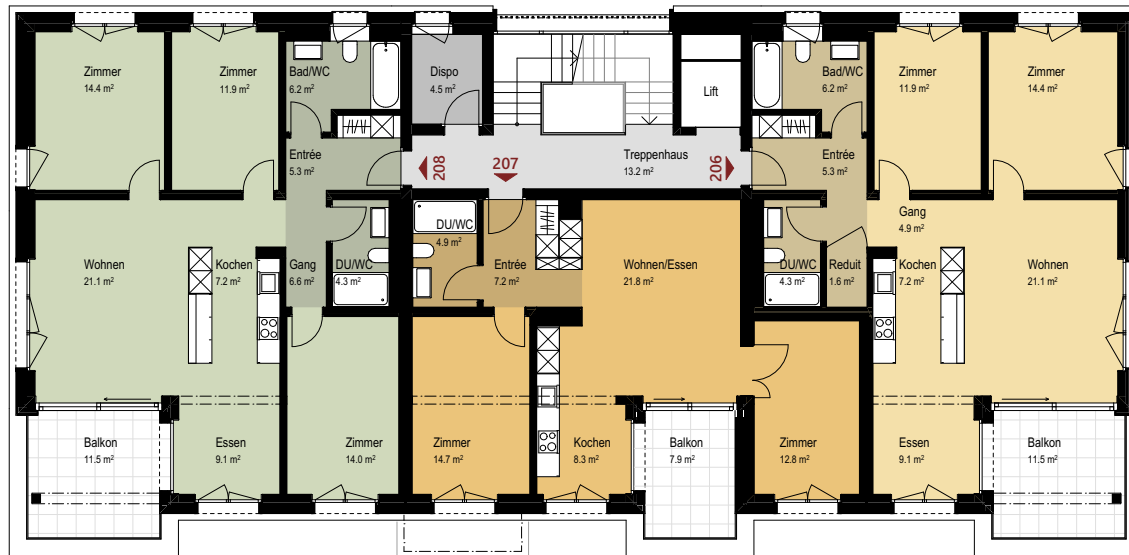 Zimmer
14.4 m²
Zimmer
11.9 m²
Bad/WC
6.2 m²
Dispo
4.5 m²
Lift
Bad/WC
6.2 m²
Zimmer
11.9 m²
Zimmer
14.4 m²
Entrée
5.3 m²
208
207
Treppenhaus
13.2 m²
206
Entrée
5.3 m²
Wohnen
21.1 m²
Kochen
7.2 m²
Gang
6.6 m²
DU/WC
4.3 m²
DU/WC
4.9 m²
Entrée
7.2 m²
Wohnen/Essen
21.8 m²
DU/WC
4.3 m²
Reduit
1.6 m²
Gang
4.9 m²
Kochen
7.2 m²
Wohnen
21.1 m²
Balkon
11.5 m²
Essen
9.1 m²
Zimmer
14.0 m²
Zimmer
14.7 m²
Kochen
8.3 m²
Balkon
7.9 m²
Zimmer
12.8 m²
Essen
9.1 m²
Balkon
11.5 m²